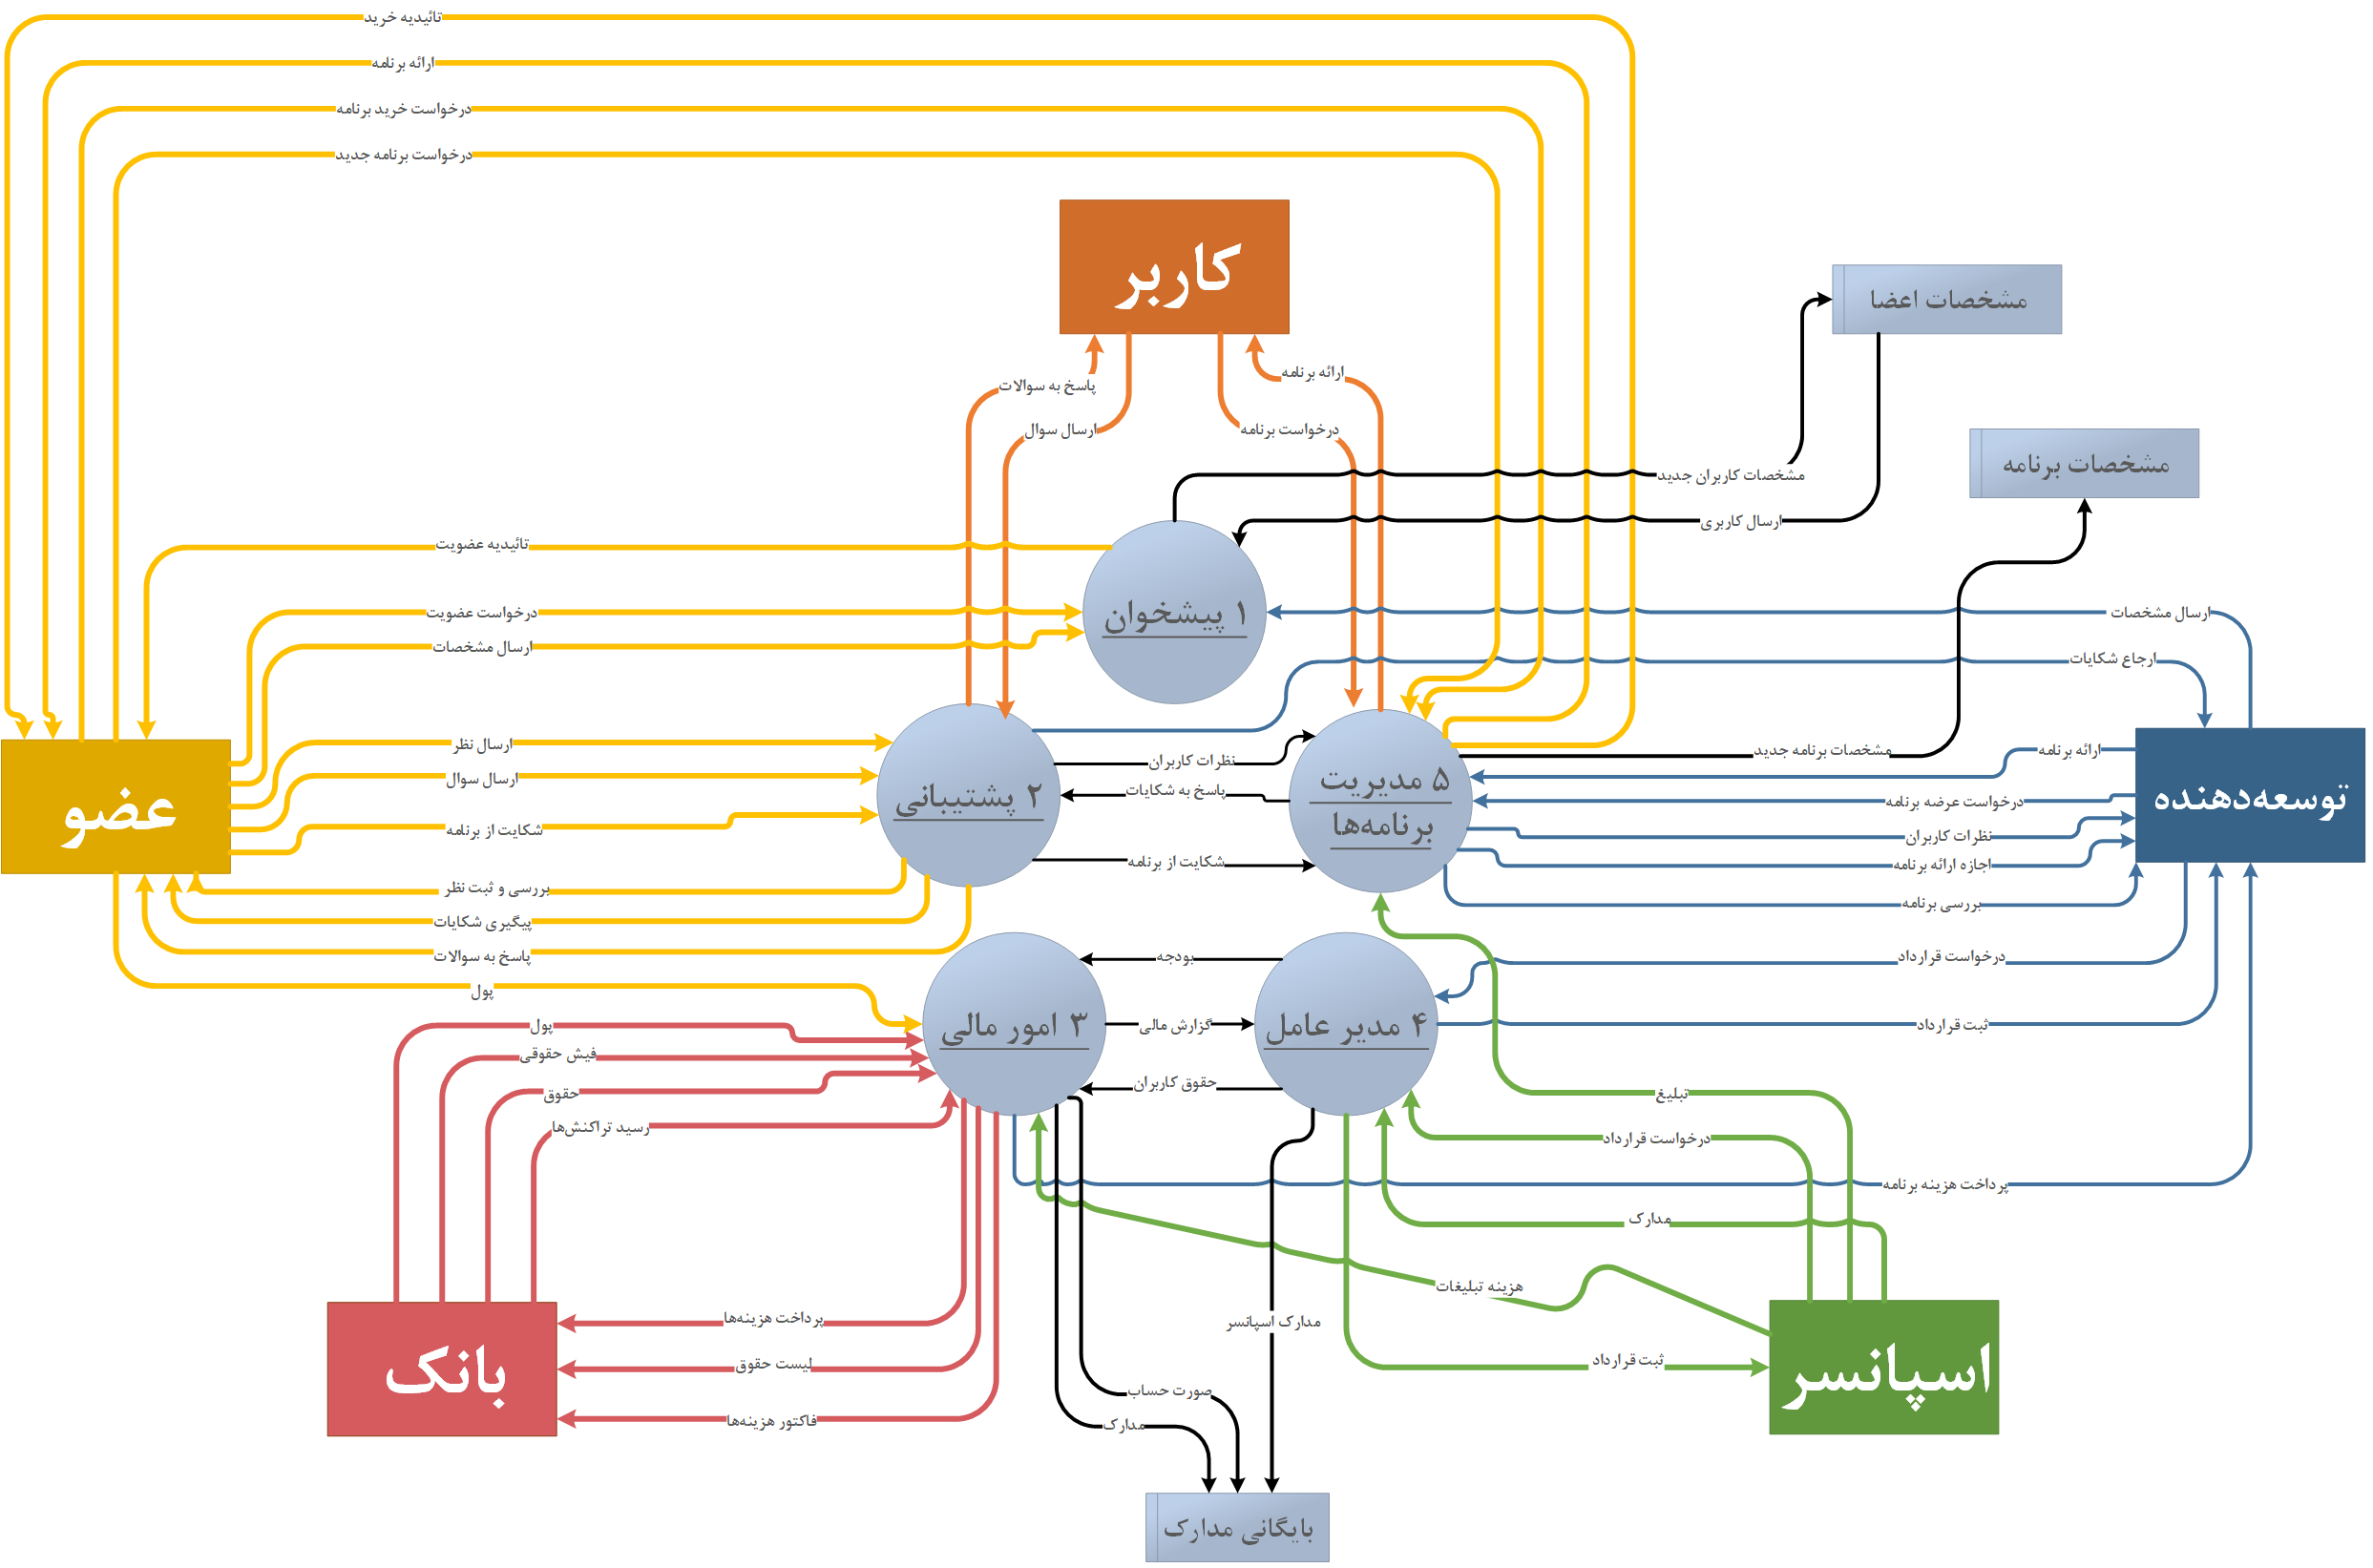 تائیدیه خرید
ارائه برنامه
درخواست خرید برنامه
درخواست برنامه جدید
کاربر
مشخصات اعضا
ارائه برنامه
پاسخ به سوالات
درخواست برنامه
ارسال سوال
مشخصات برنامه
مشخصات کاربران جدید
ارسال کاربری
تائیدیه عضویت
ارسال مشخصات
۱ پیشخوان
درخواست عضویت
ارسال مشخصات
ارجاع شکایات
ارسال نظر
ارسال سوال
شکایت از برنامه
عضو
۲ پشتیبانی
نظرات کاربران
پاسخ به شکایات
شکایت از برنامه
۵ مدیریت
برنامه‌ها
مشخصات برنامه جدید
ارائه برنامه
درخواست عرضه برنامه
نظرات کاربران
اجازه ارائه برنامه
بررسی برنامه
توسعه‌دهنده
بررسی و ثبت نظر
پیگیری شکایات
پاسخ به سوالات
پول
بودجه
درخواست قرارداد
۳ امور مالی
گزارش مالی
۴ مدیر عامل
ثبت قرارداد
حقوق کاربران
پول
فیش حقوقی
حقوق
رسید تراکنش‌ها
تبلیغ
درخواست قرارداد
پرداخت هزینه برنامه
مدارک
هزینه تبلیغات
ثبت قرارداد
اسپانسر
پرداخت هزینه‌ها
لیست حقوق
فاکتور هزینه‌ها
بانک
مدارک اسپانسر
صورت حساب
مدارک
بایگانی مدارک